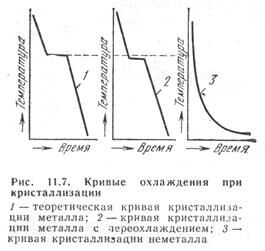 Температура
Температура
Температура
1
2
3
Время
Время
Время
Рис. 11.7. Кривые охлаждения при
кристаллизации
1 — теоретическая кривая кристаллиза-
ции металла; 2 — кривая кристаллиза-
ции металла с переохлаждением; 3 —
кривая кристаллизации неметалла